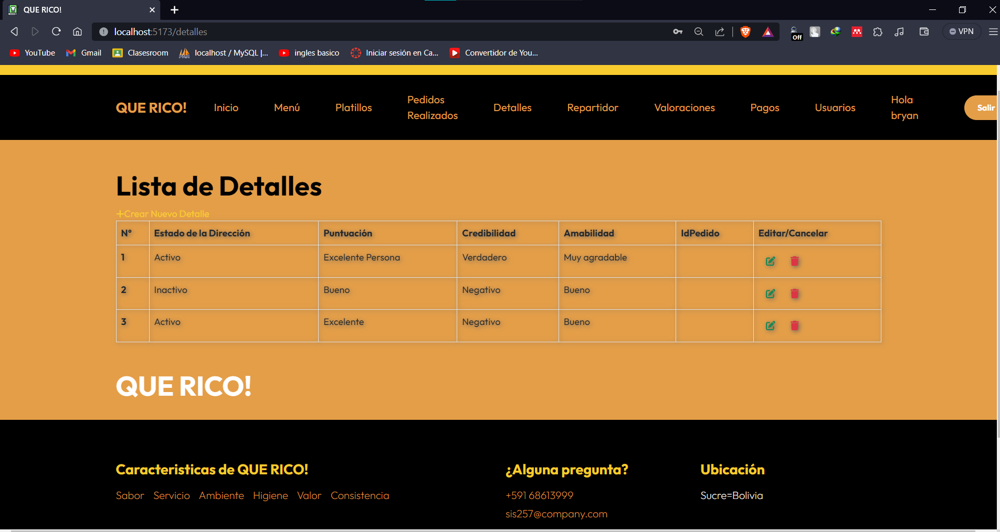 QUE RICO!
localhost:5173/detalles
Off
VPN
YouTube
Gmail
Clasesroom
localhost / MySQL |...
ingles basico
Iniciar sesión en Ca...
Convertidor de You...
QUE RICO!
Inicio
Menú
Platillos
Pedidos
Realizados
Detalles
Repartidor
Valoraciones
Pagos
Usuarios
Hola
bryan
Salir
Lista de Detalles
+Crear Nuevo Detalle
N° Estado de la Dirección Puntuación Credibilidad Amabilidad IdPedido Editar/Cancelar
1 Activo Excelente Persona Verdadero Muy agradable
2 Inactivo Bueno Negativo Bueno
3 Activo Excelente Negativo Bueno
QUE RICO!
Caracteristicas de QUE RICO!
Sabor Servicio Ambiente Higiene Valor Consistencia
¿Alguna pregunta?
+591 68613999
sis257@company.com
Ubicación
Sucre=Bolivia